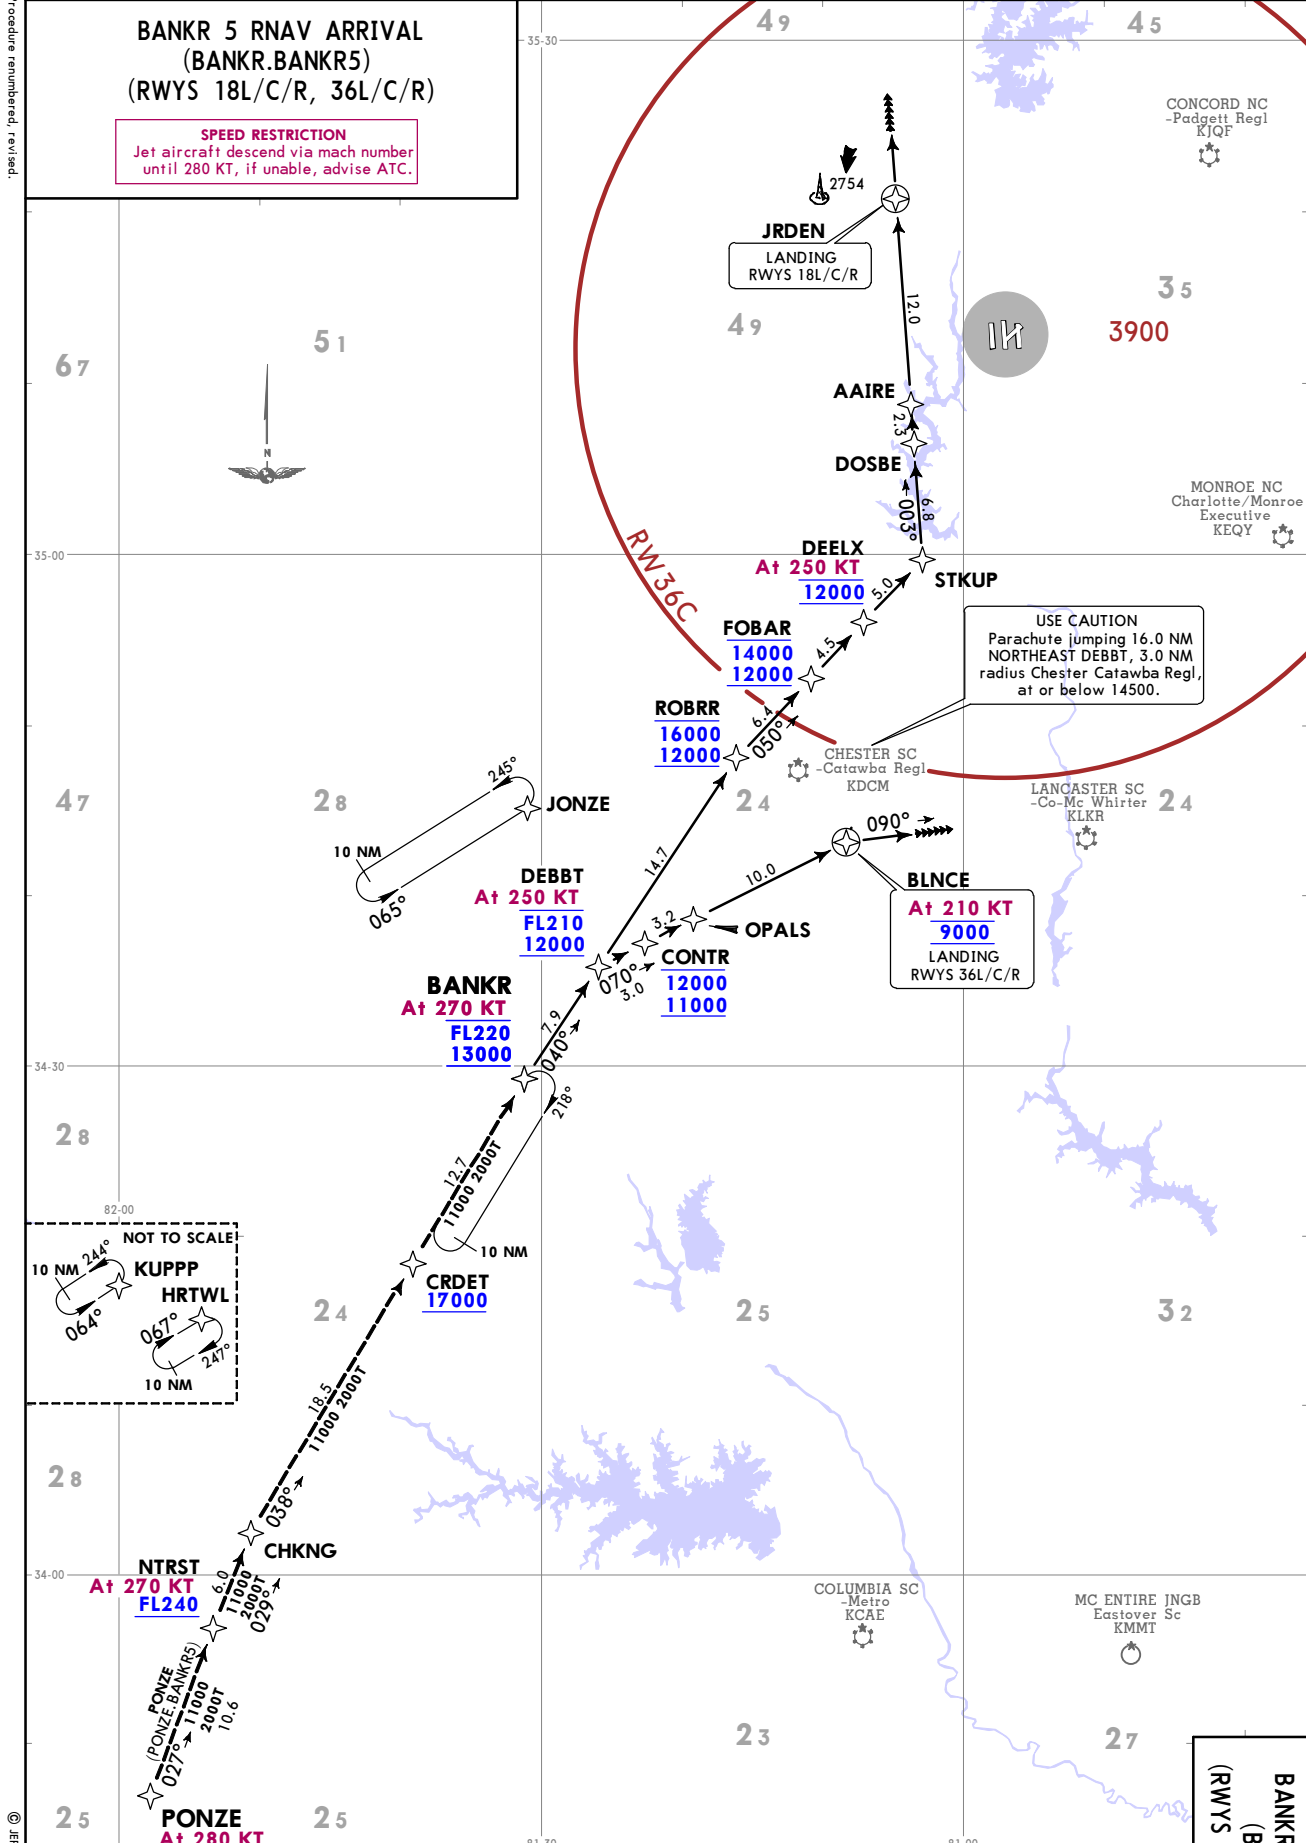 Procedure renumbered, revised.
BANKR 5 RNAV ARRIVAL
(BANKR.BANKR5)
(RWYS 18L/C/R, 36L/C/R)
SPEED RESTRICTION
Jet aircraft descend via mach number
until 280 KT, if unable, advise ATC.
35-30
49
45
CONCORD NC
-Padgett Regl
KJQF
2754
JRDEN
LANDING
RWYS 18L/C/R
12.0
49
35
3900
51
67
N
AAIRE
2.3
DOSBE
003°
6.8
MONROE NC
Charlotte/Monroe
Executive
KEQY
35-00
RW36C
DEELX
At 250 KT
12000
5.0
STKUP
FOBAR
14000
12000
4.5
USE CAUTION
Parachute jumping 16.0 NM
NORTHEAST DEBBT, 3.0 NM
radius Chester Catawba Regl,
at or below 14500.
ROBRR
16000
12000
6.4
050°
CHESTER SC
-Catawba Regl
KDCM
LANCASTER SC
-Co-Mc Whirter
KLKR
47
28
24
24
245°
JONZE
10 NM
065°
14.7
090°
DEBBT
At 250 KT
FL210
12000
10.0
3.2
OPALS
BLNCE
At 210 KT
9000
LANDING
RWYS 36L/C/R
CONTR
12000
11000
070°
3.0
BANKR
At 270 KT
FL220
13000
7.9
040°
34-30
218°
28
12.7
11000 2000T
10 NM
82-00
NOT TO SCALE
244°
10 NM
KUPPP
064°
HRTWL
067°
247°
10 NM
CRDET
17000
24
25
32
18.5
11000 2000T
28
038°
CHKNG
34-00
NTRST
At 270 KT
FL240
6.0
11000
2000T
029°
COLUMBIA SC
-Metro
KCAE
MC ENTIRE JNGB
Eastover Sc
KMMT
PONZE
(PONZE.BANKR5)
11000
2000T
10.6
027°
23
27
25
25
PONZE
At 280 KT
81-30
81-00
BANKR
(B
(RWYS
© JEF